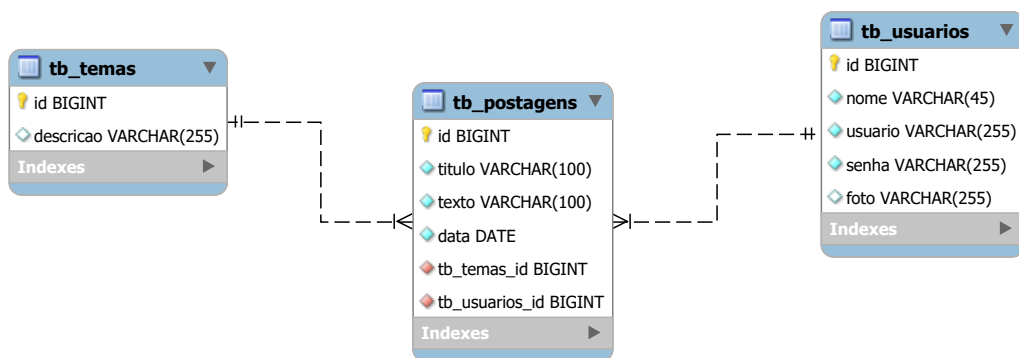 tb_temas
id BIGINT
descricao VARCHAR(255)
Indexes
tb_postagens
id BIGINT
titulo VARCHAR(100)
texto VARCHAR(100)
data DATE
tb_temas_id BIGINT
tb_usuarios_id BIGINT
Indexes
tb_usuarios
id BIGINT
nome VARCHAR(45)
usuario VARCHAR(255)
senha VARCHAR(255)
foto VARCHAR(255)
Indexes